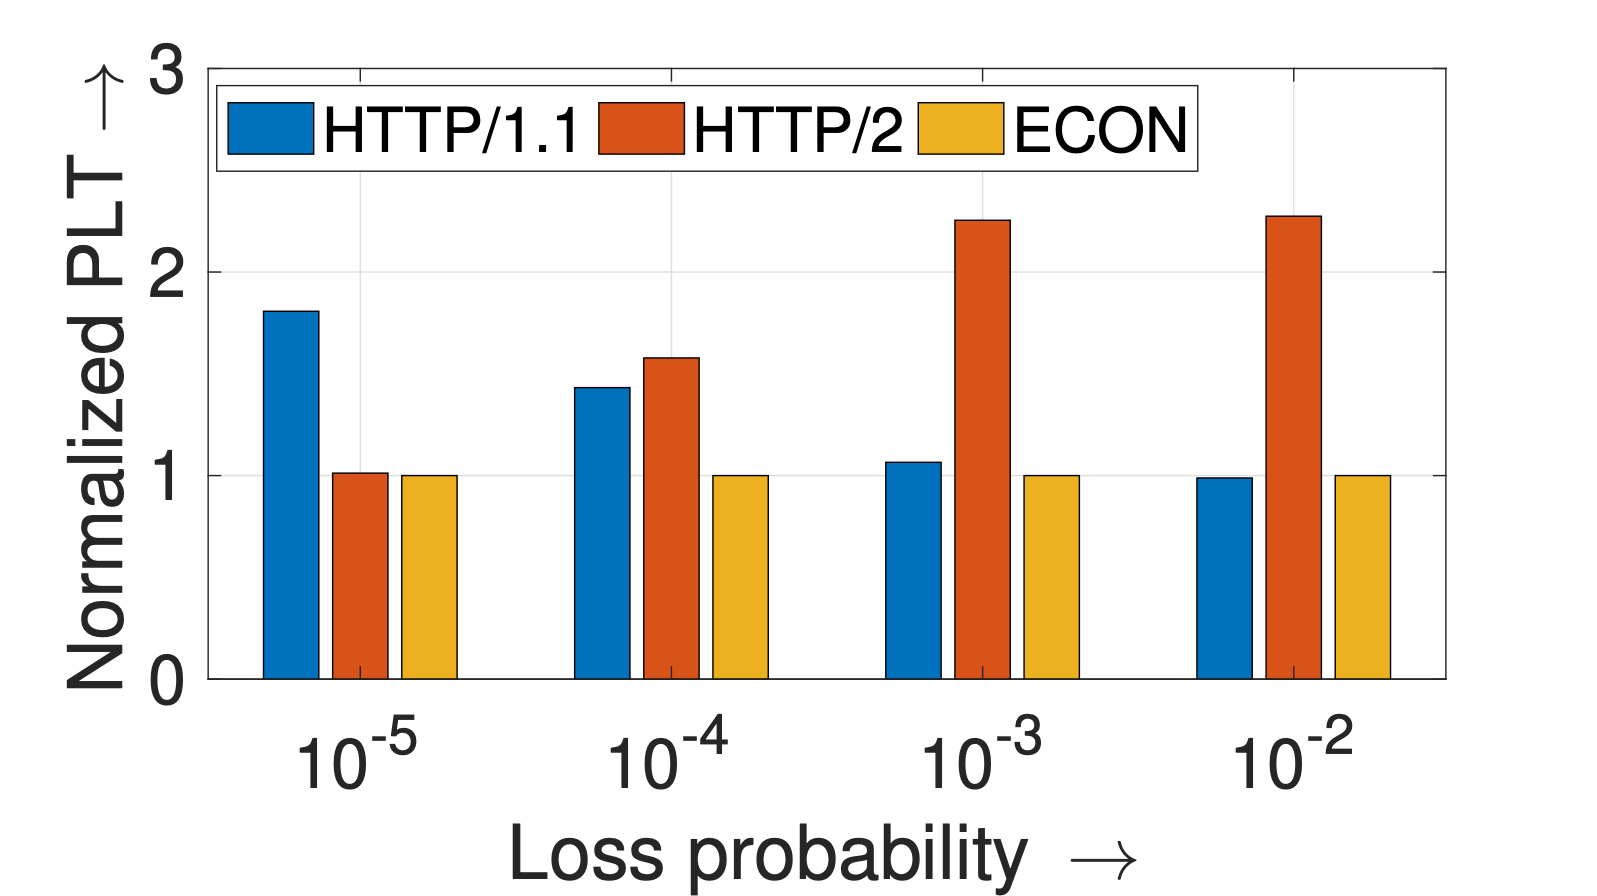 Normalized PLT →
3
2
1
0
HTTP/1.1 HTTP/2 ECON
10^-5 10^-4 10^-3 10^-2
Loss probability →